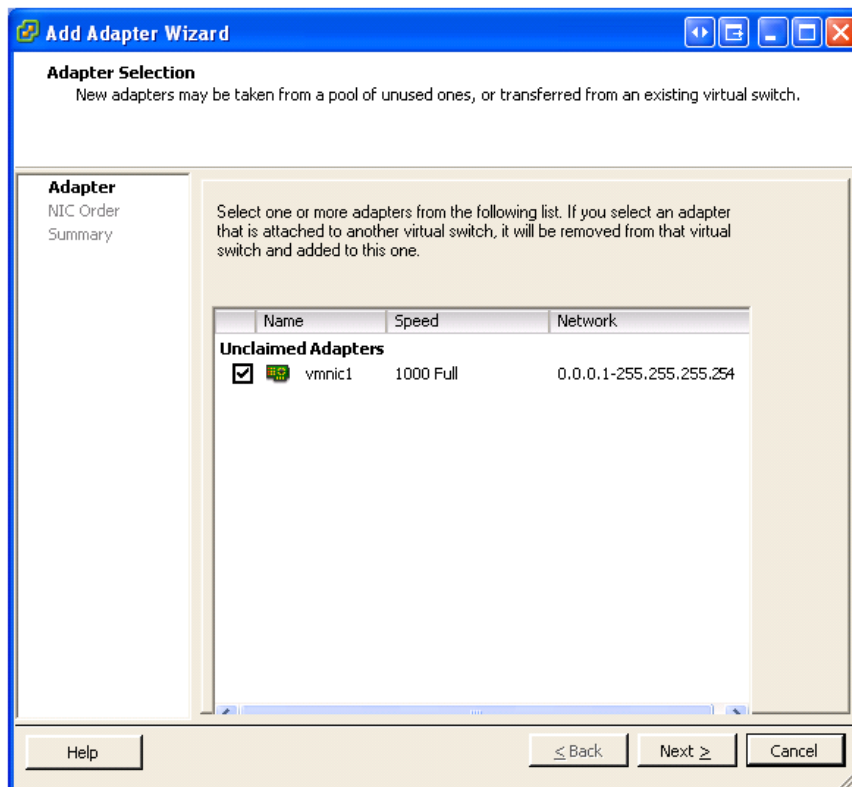 Add Adapter Wizard
Adapter Selection
New adapters may be taken from a pool of unused ones, or transferred from an existing virtual switch.
Adapter
NIC Order
Summary
Select one or more adapters from the following list. If you select an adapter
that is attached to another virtual switch, it will be removed from that virtual
switch and added to this one.
Name Speed Network
Unclaimed Adapters
vmnic1 1000 Full 0.0.0.1-255.255.255.254
Help < Back Next > Cancel